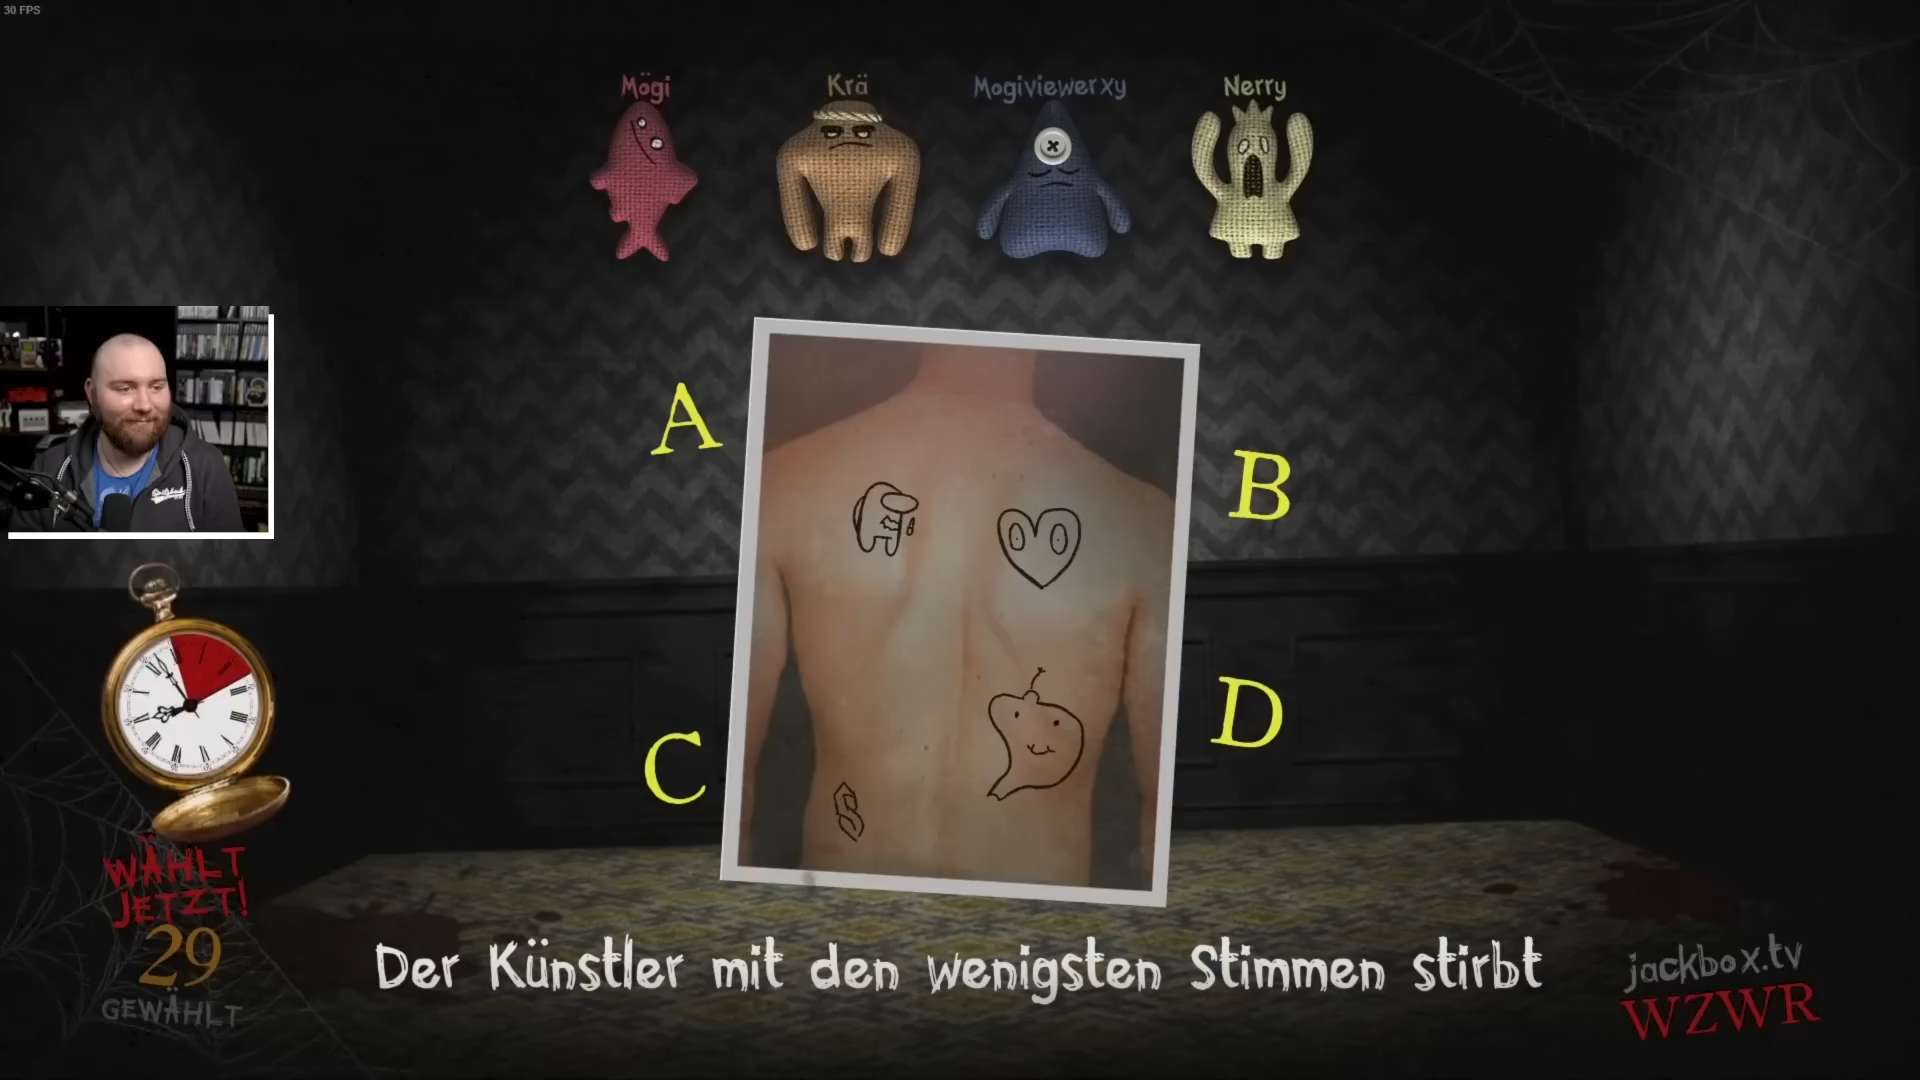 30 FPS
Mögi
Krä
Mogiviewerxy
Nerry
A
B
C
D
WÄHLT
JETZT!
29
GEWÄHLT
Der Künstler mit den wenigsten Stimmen stirbt
jackbox.tv
WZWR